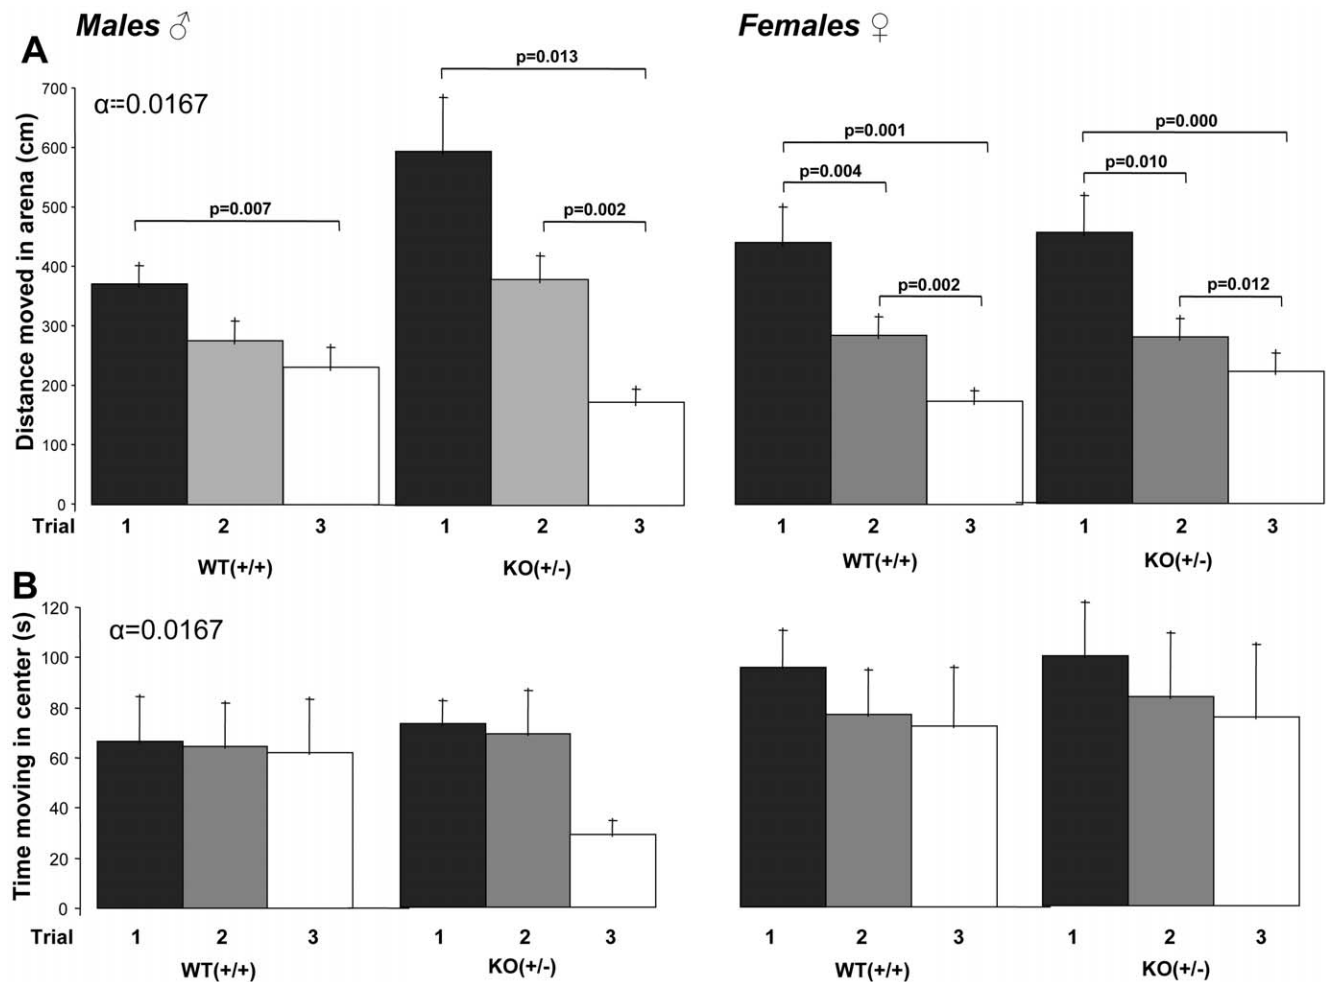 Males ♂
Females ♀
A
Distance moved in arena (cm)
α=0.0167
700
600
500
400
300
200
100
0
p=0.007
p=0.013
p=0.002
p=0.001
p=0.004
p=0.002
p=0.000
p=0.010
p=0.012
Trial 1 2 3 1 2 3 1 2 3 1 2 3
WT(+/+) KO(+/-) WT(+/+) KO(+/-)
B
Time moving in center (s)
α=0.0167
120
100
80
60
40
20
0
Trial 1 2 3 1 2 3 1 2 3 1 2 3
WT(+/+) KO(+/-) WT(+/+) KO(+/-)